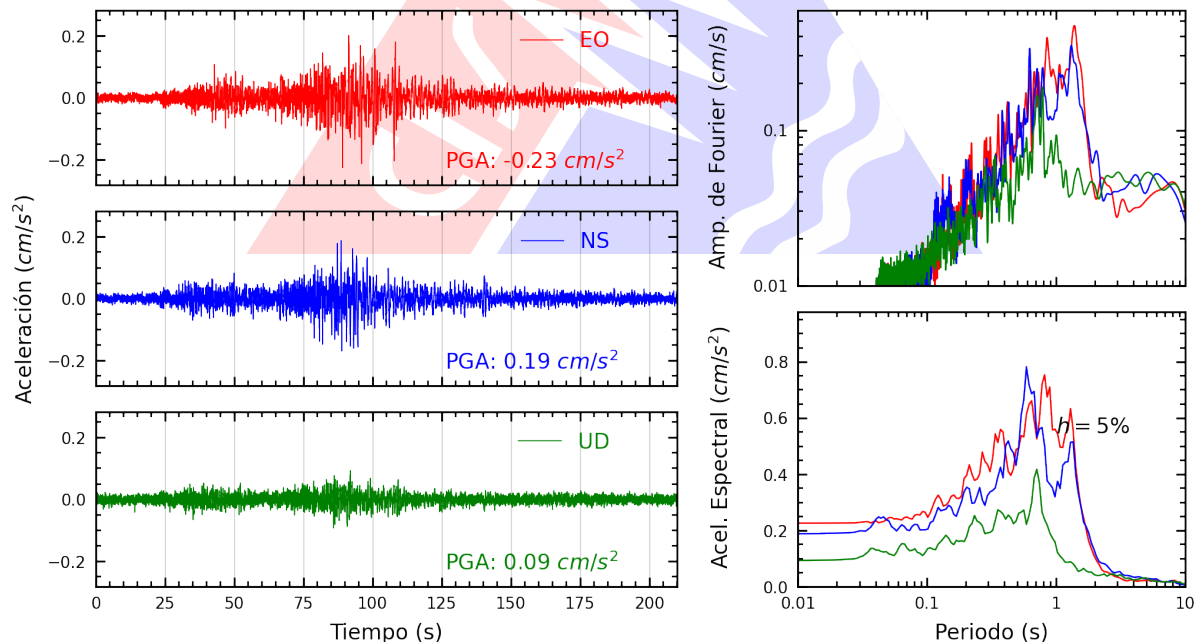 0.2
0.0
−0.2
EO
PGA: -0.23 cm/s²
0.2
0.0
−0.2
NS
PGA: 0.19 cm/s²
0.2
0.0
−0.2
UD
PGA: 0.09 cm/s²
0 25 50 75 100 125 150 175 200
Tiempo (s)
Aceleración (cm/s²)
0.1
0.01
Amp. de Fourier (cm/s)
0.8
0.6
0.4
0.2
0.0
h = 5%
Acel. Espectral (cm/s²)
0.01 0.1 1 10
Periodo (s)